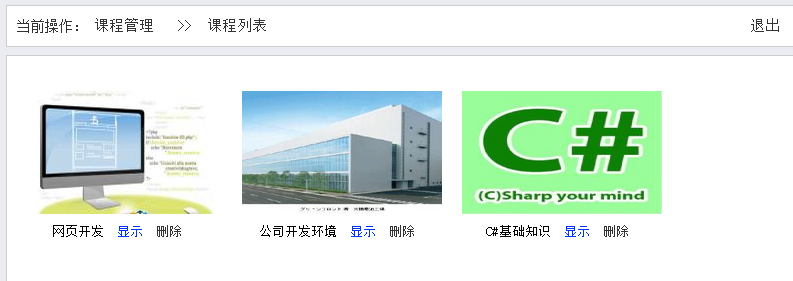 当前操作： 课程管理 >> 课程列表 退出
C#
(C)Sharp your mind
网页开发 显示 删除 公司开发环境 显示 删除 C#基础知识 显示 删除